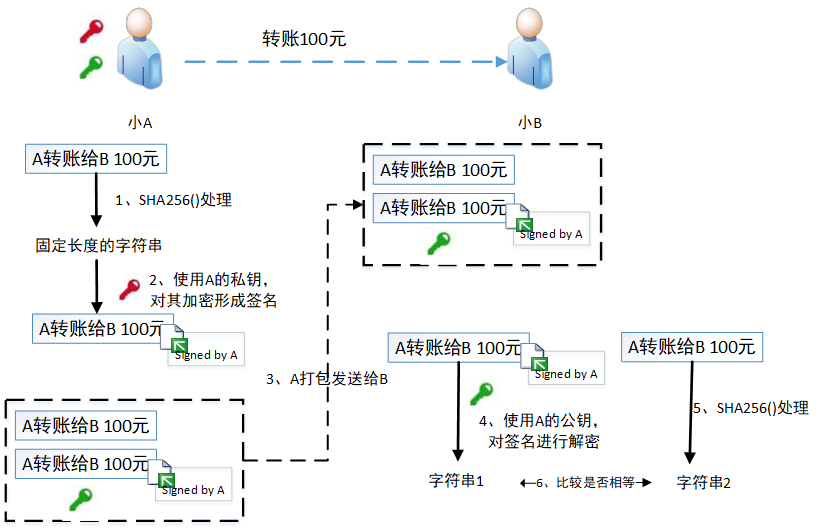 转账100元
小A
小B
A转账给B 100元
1、SHA256()处理
固定长度的字符串
2、使用A的私钥，
对其加密形成签名
A转账给B 100元
Signed by A
A转账给B 100元
A转账给B 100元
Signed by A
3、A打包发送给B
A转账给B 100元
A转账给B 100元
Signed by A
A转账给B 100元
Signed by A
4、使用A的公钥，
对签名进行解密
字符串1
A转账给B 100元
5、SHA256()处理
6、比较是否相等
字符串2